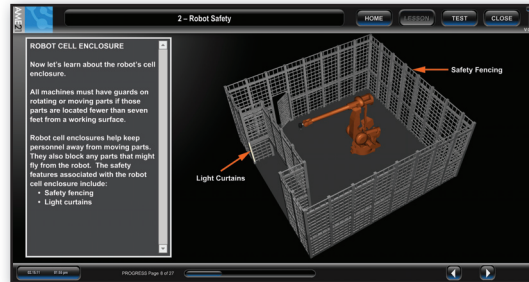 AME21
2 – Robot Safety
HOME
LESSON
TEST
CLOSE
ROBOT CELL ENCLOSURE
Now let's learn about the robot's cell
enclosure.
All machines must have guards on
rotating or moving parts if those
parts are located fewer than seven
feet from a working surface.
Robot cell enclosures help keep
personnel away from moving parts.
They also block any parts that might
fly from the robot. The safety
features associated with the robot
cell enclosure include:
• Safety fencing
• Light curtains
Safety Fencing
Light Curtains
PROGRESS Page 8 of 27